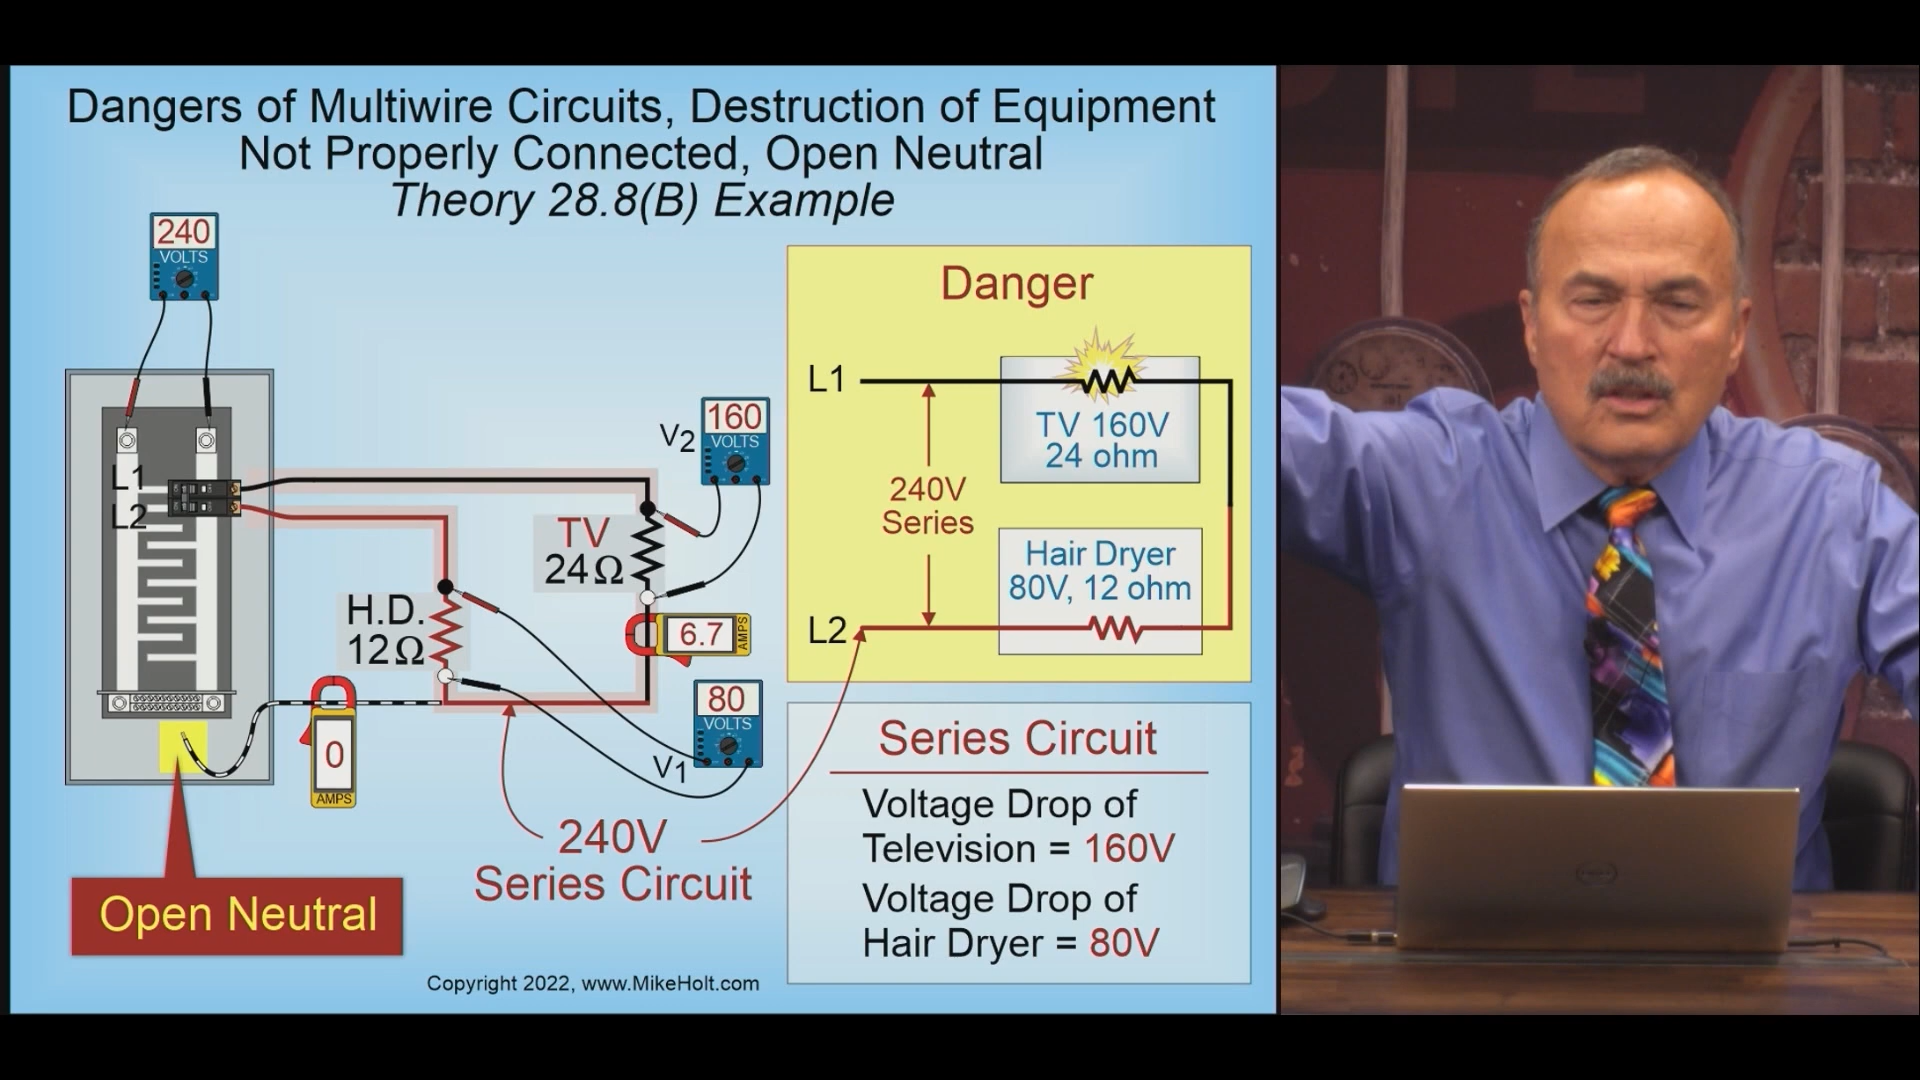 Dangers of Multiwire Circuits, Destruction of Equipment
Not Properly Connected, Open Neutral
Theory 28.8(B) Example
240
VOLTS
L1
L2
H.D.
12Ω
TV
24Ω
V2
160
VOLTS
6.7
AMPS
80
VOLTS
V1
0
AMPS
Open Neutral
240V
Series Circuit
Danger
L1
TV 160V
24 ohm
240V
Series
Hair Dryer
80V, 12 ohm
L2
Series Circuit
Voltage Drop of
Television = 160V
Voltage Drop of
Hair Dryer = 80V
Copyright 2022, www.MikeHolt.com